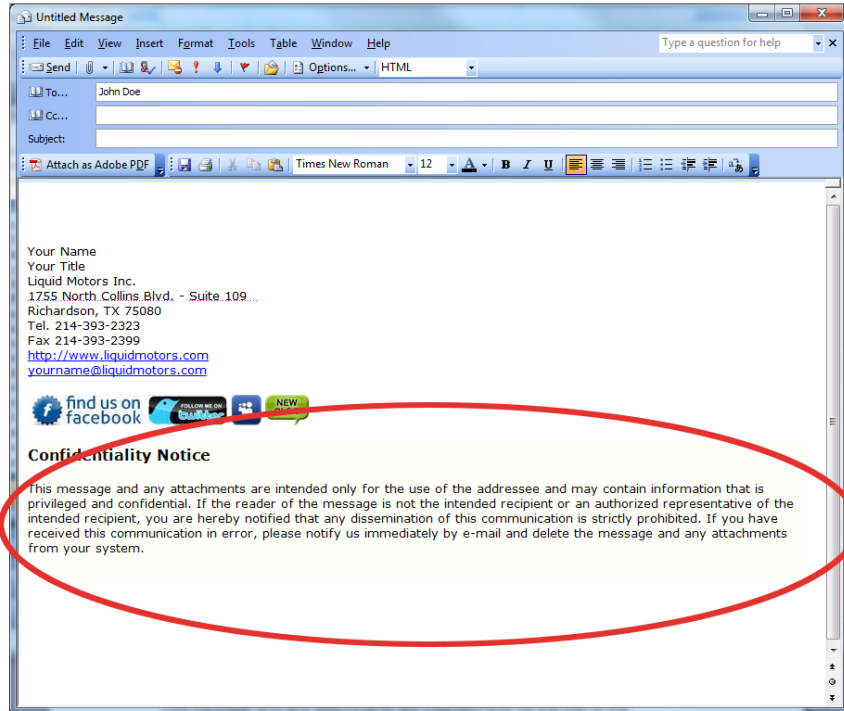 Untitled Message
File Edit View Insert Format Tools Table Window Help Type a question for help
Send Options... HTML
To... John Doe
Cc...
Subject:
Attach as Adobe PDF Times New Roman 12 A B I U
Your Name
Your Title
Liquid Motors Inc.
1755 North Collins Blvd. - Suite 109
Richardson, TX 75080
Tel. 214-393-2323
Fax 214-393-2399
http://www.liquidmotors.com
yourname@liquidmotors.com
find us on facebook FOLLOW ME ON twitter NEW BLOG
Confidentiality Notice
This message and any attachments are intended only for the use of the addressee and may contain information that is
privileged and confidential. If the reader of the message is not the intended recipient or an authorized representative of the
intended recipient, you are hereby notified that any dissemination of this communication is strictly prohibited. If you have
received this communication in error, please notify us immediately by e-mail and delete the message and any attachments
from your system.